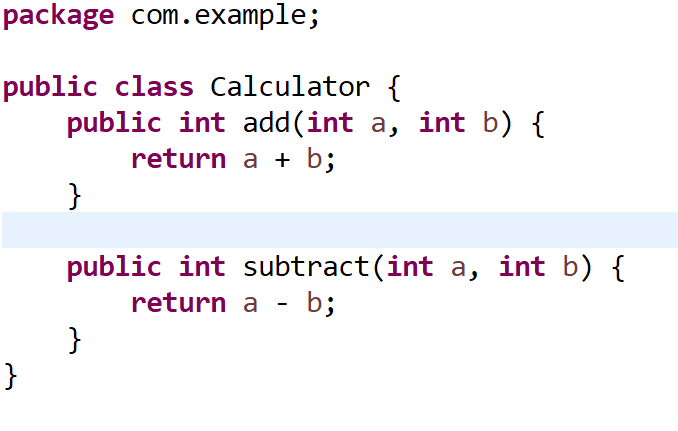 package com.example;
public class Calculator {
    public int add(int a, int b) {
        return a + b;
    }
    public int subtract(int a, int b) {
        return a - b;
    }
}